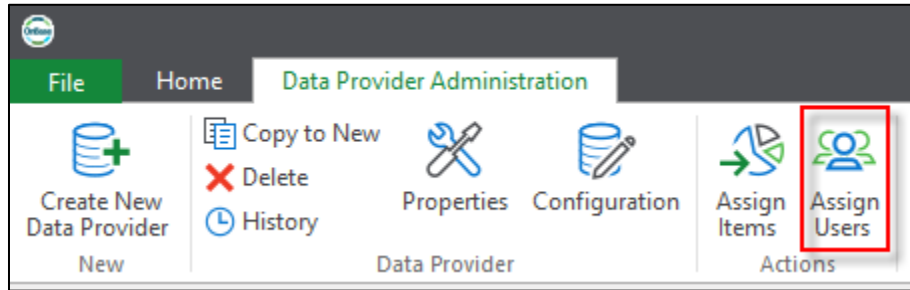 OnBase
File Home Data Provider Administration
Copy to New
Delete
History
Create New
Data Provider
Properties Configuration
Assign
Items
Assign
Users
New Data Provider Actions